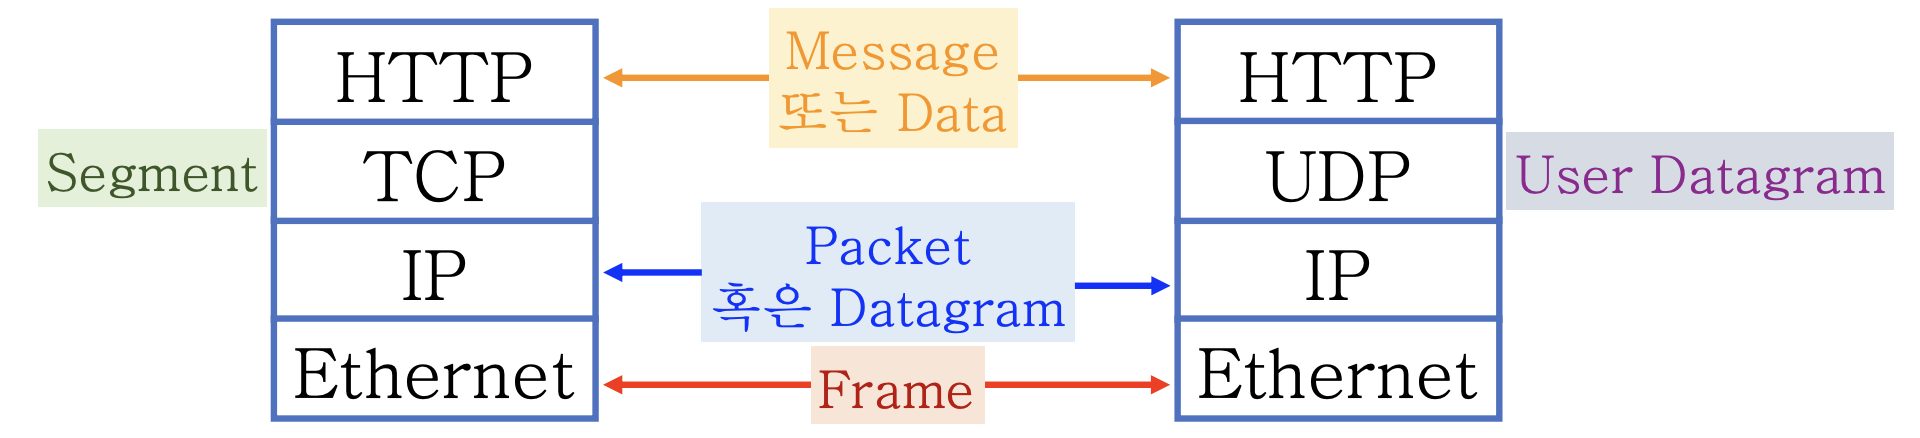 HTTP
Message
또는 Data
HTTP
Segment
TCP
UDP
User Datagram
IP
Packet
혹은 Datagram
IP
Ethernet
Frame
Ethernet